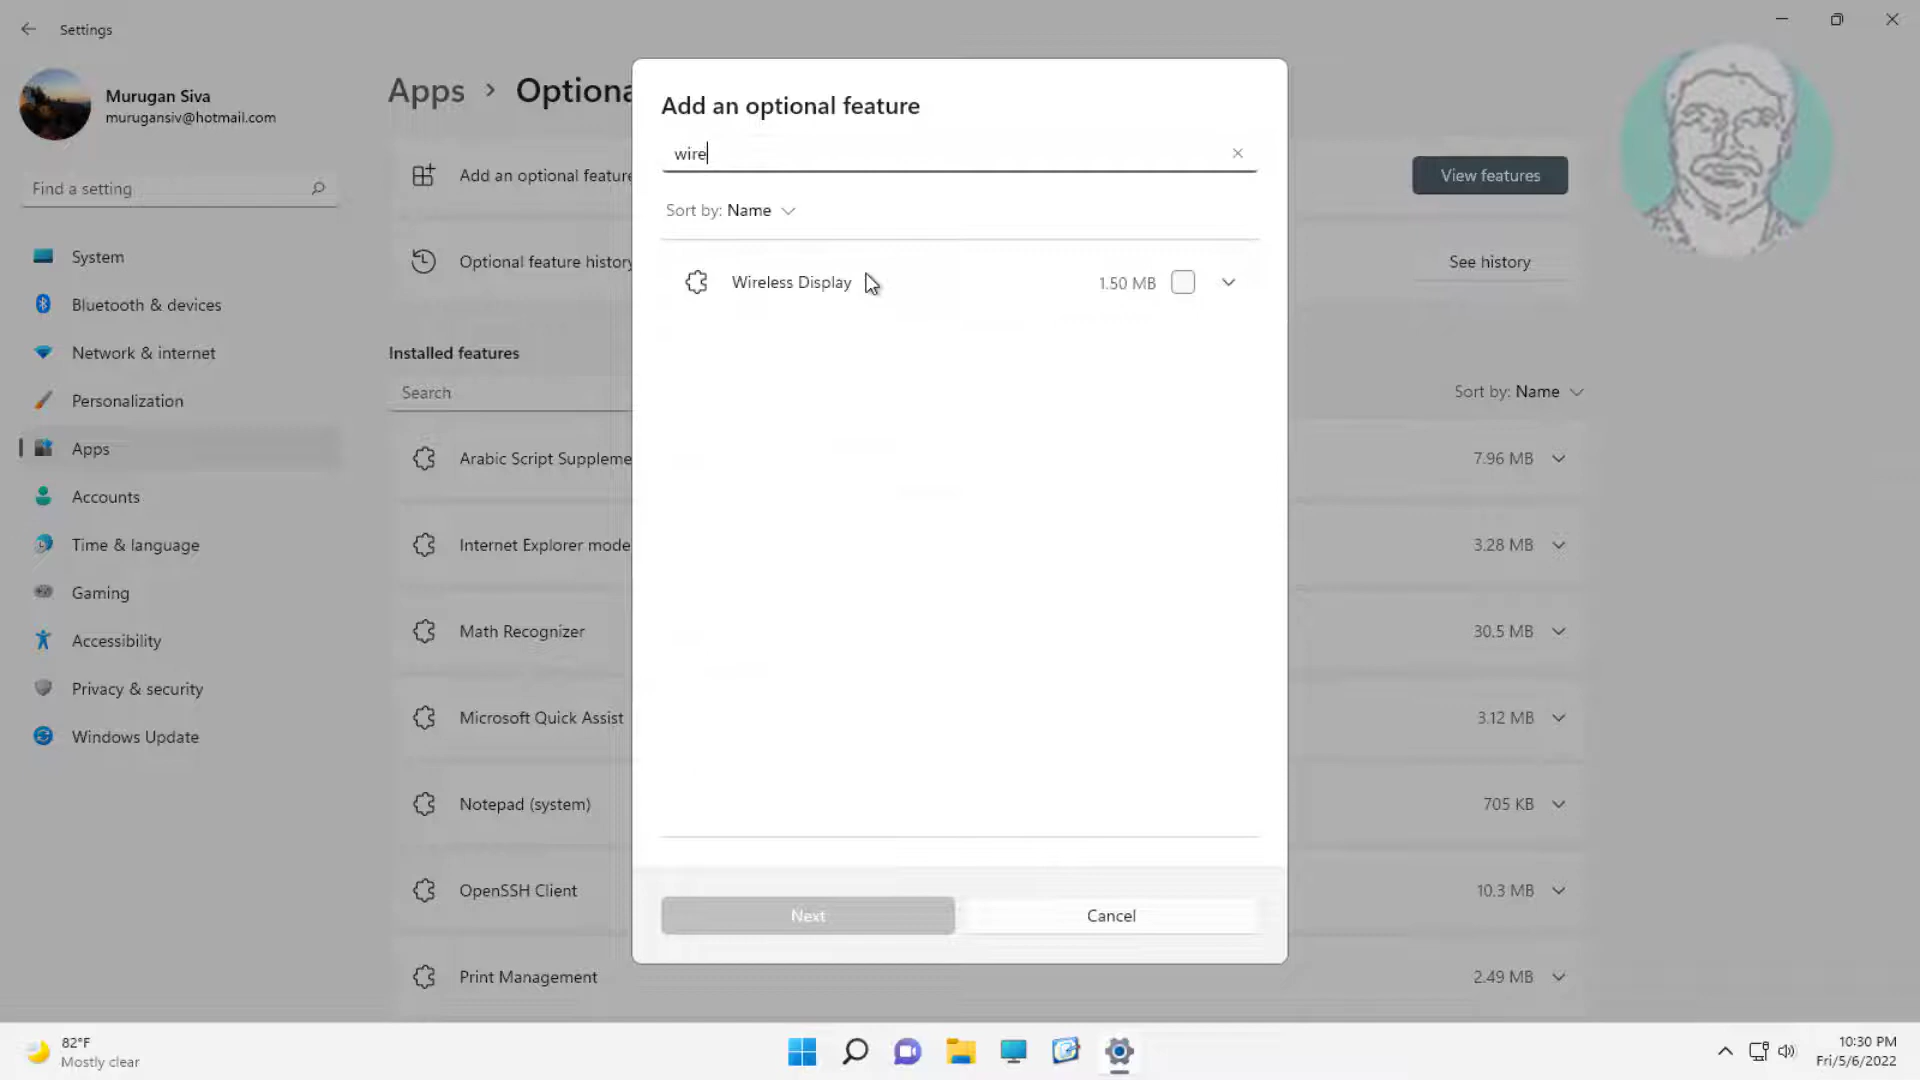 Settings
Murugan Siva
murugansiv@hotmail.com
Find a setting
System
Bluetooth & devices
Network & internet
Personalization
Apps
Accounts
Time & language
Gaming
Accessibility
Privacy & security
Windows Update
Apps > Optiona
Add an optional feature
View features
Optional feature history
See history
Installed features
Search
Sort by: Name
Arabic Script Suppleme
7.96 MB
Internet Explorer mode
3.28 MB
Math Recognizer
30.5 MB
Microsoft Quick Assist
3.12 MB
Notepad (system)
705 KB
OpenSSH Client
10.3 MB
Print Management
2.49 MB
Add an optional feature
wire
Sort by: Name
Wireless Display
1.50 MB
Next
Cancel
82°F
Mostly clear
10:30 PM
Fri/5/6/2022